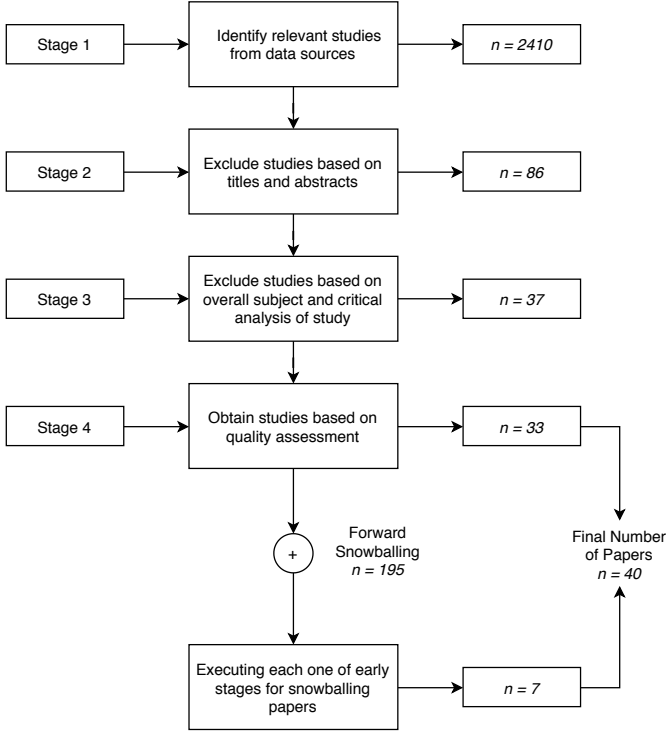 Stage 1
Identify relevant studies
from data sources
n = 2410
Stage 2
Exclude studies based on
titles and abstracts
n = 86
Stage 3
Exclude studies based on
overall subject and critical
analysis of study
n = 37
Stage 4
Obtain studies based on
quality assessment
n = 33
+
Forward
Snowballing
n = 195
Final Number
of Papers
n = 40
Executing each one of early
stages for snowballing
papers
n = 7